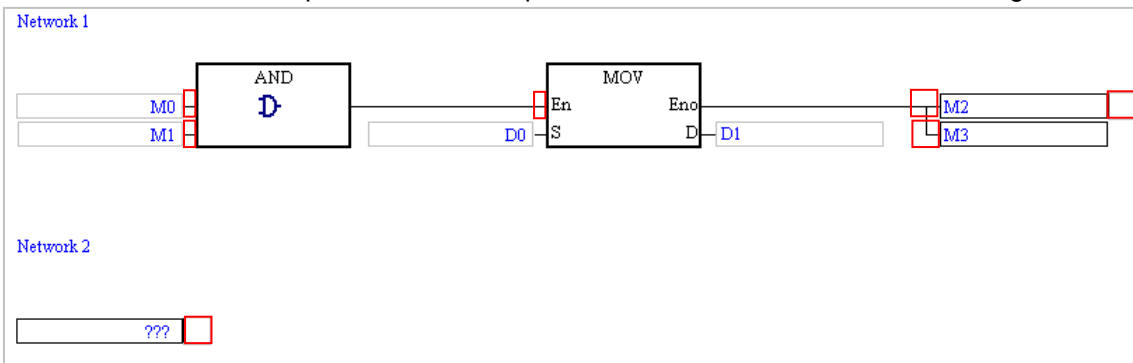 Network 1
AND MOV
M0 En Eno M2
M1 D0 S D D1 M3
Network 2
???